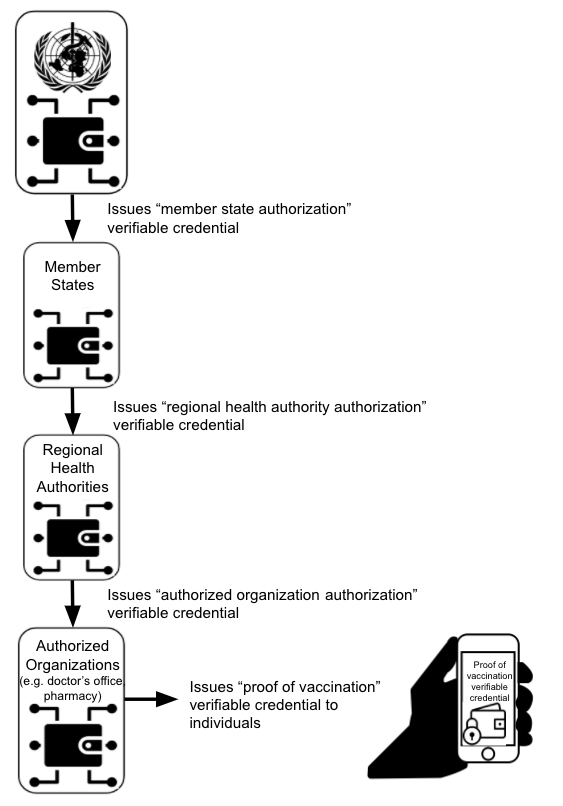 Issues “member state authorization”
verifiable credential
Member
States
Issues “regional health authority authorization”
verifiable credential
Regional
Health
Authorities
Issues “authorized organization authorization”
verifiable credential
Authorized
Organizations
(e.g. doctor’s office,
pharmacy)
Issues “proof of vaccination”
verifiable credential to
individuals
Proof of
vaccination
verifiable
credential